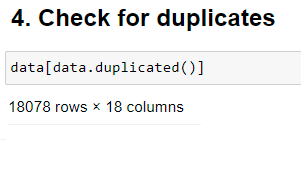 4. Check for duplicates
data[data.duplicated()]
18078 rows × 18 columns